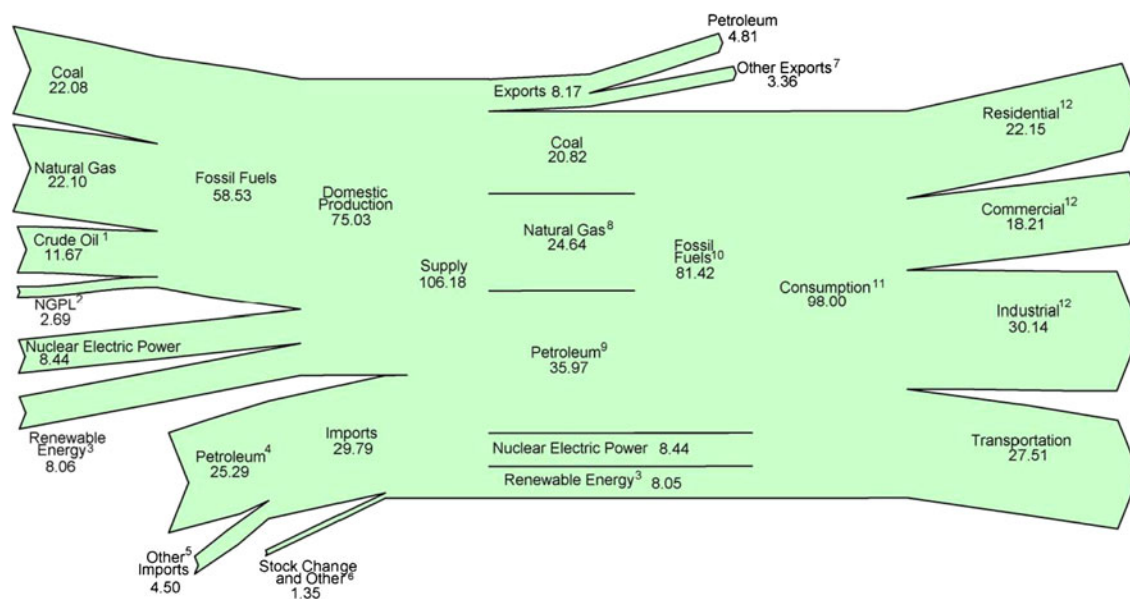 Petroleum
4.81
Other Exports7
3.36
Exports 8.17
Coal
22.08
Natural Gas
22.10
Crude Oil 1
11.67
NGPL2
2.69
Nuclear Electric Power
8.44
Renewable
Energy3
8.06
Fossil Fuels
58.53
Domestic
Production
75.03
Petroleum4
25.29
Imports
29.79
Other5
Imports
4.50
Stock Change
and Other6
1.35
Supply
106.18
Coal
20.82
Natural Gas8
24.64
Petroleum9
35.97
Nuclear Electric Power 8.44
Renewable Energy3 8.05
Fossil
Fuels10
81.42
Consumption11
98.00
Residential12
22.15
Commercial12
18.21
Industrial12
30.14
Transportation
27.51